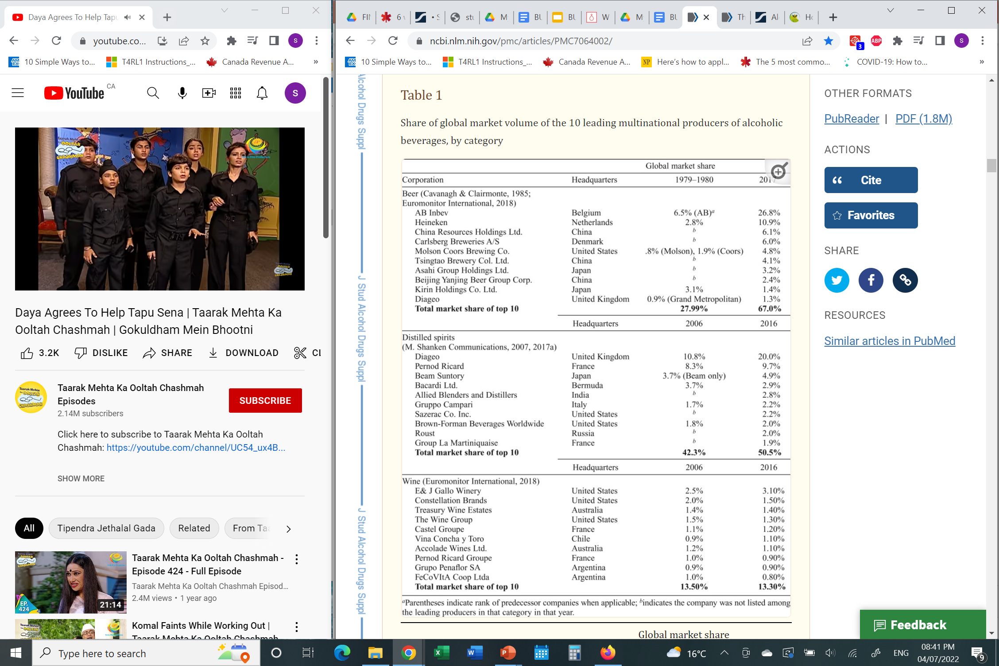 Daya Agrees To Help Tapu
youtube.co...
10 Simple Ways to...
T4RL1 Instructions_...
Canada Revenue A...
»
YouTube CA
S
Daya Agrees To Help Tapu Sena | Taarak Mehta Ka
Ooltah Chashmah | Gokuldham Mein Bhootni
3.2K
DISLIKE
SHARE
DOWNLOAD
Taarak Mehta Ka Ooltah Chashmah
Episodes
2.14M subscribers
SUBSCRIBE
Click here to subscribe to Taarak Mehta Ka Ooltah
Chashmah: https://youtube.com/channel/UC54_ux4B...
SHOW MORE
All
Tipendra Jethalal Gada
Related
From Taa
Taarak Mehta Ka Ooltah Chashmah -
Episode 424 - Full Episode
Taarak Mehta Ka Ooltah Chashmah Episod...
2.4M views • 1 year ago
EP.
424
21:14
Komal Faints While Working Out |
Taarak Mehta Ka Ooltah Chashmah
FII
6
M
BU
BU
W
M
BU
Th
Al
Ho
ncbi.nlm.nih.gov/pmc/articles/PMC7064002/
3
ABP
S
10 Simple Ways to...
T4RL1 Instructions_...
Canada Revenue A...
NP Here's how to appl...
The 5 most commo...
COVID-19: How to...
»
Alcohol Drugs Suppl
J Stud Alcohol Drugs Suppl
J Stud Alcohol Drugs Suppl
Table 1
Share of global market volume of the 10 leading multinational producers of alcoholic
beverages, by category
Global market share
Corporation Headquarters 1979–1980 2017
Beer (Cavanagh & Clairmonte, 1985;
Euromonitor International, 2018)
AB Inbev Belgium 6.5% (AB)a 26.8%
Heineken Netherlands 2.8% 10.9%
China Resources Holdings Ltd. China b 6.1%
Carlsberg Breweries A/S Denmark b 6.0%
Molson Coors Brewing Co. United States .8% (Molson), 1.9% (Coors) 4.8%
Tsingtao Brewery Col. Ltd. China b 4.1%
Asahi Group Holdings Ltd. Japan b 3.2%
Beijing Yanjing Beer Group Corp. China b 2.4%
Kirin Holdings Co. Ltd. Japan 3.1% 1.4%
Diageo United Kingdom 0.9% (Grand Metropolitan) 1.3%
Total market share of top 10 27.99% 67.0%
Headquarters 2006 2016
Distilled spirits
(M. Shanken Communications, 2007, 2017a)
Diageo United Kingdom 10.8% 20.0%
Pernod Ricard France 8.3% 9.7%
Beam Suntory Japan 3.7% (Beam only) 4.9%
Bacardi Ltd. Bermuda 3.7% 2.9%
Allied Blenders and Distillers India b 2.8%
Gruppo Campari Italy 1.7% 2.2%
Sazerac Co. Inc. United States b 2.2%
Brown-Forman Beverages Worldwide United States 1.8% 2.0%
Roust Russia b 2.0%
Group La Martiniquaise France b 1.9%
Total market share of top 10 42.3% 50.5%
Headquarters 2006 2016
Wine (Euromonitor International, 2018)
E& J Gallo Winery United States 2.5% 3.10%
Constellation Brands United States 2.0% 1.50%
Treasury Wine Estates Australia 1.4% 1.40%
The Wine Group United States 1.5% 1.30%
Castel Groupe France 1.1% 1.20%
Vina Concha y Toro Chile 0.9% 1.10%
Accolade Wines Ltd. Australia 1.2% 1.10%
Pernod Ricard Groupe France 1.0% 0.90%
Grupo Penaflor SA Argentina 0.9% 0.90%
FeCoVItA Coop Ltda Argentina 1.0% 0.80%
Total market share of top 10 13.50% 13.30%
aParentheses indicate rank of predecessor companies when applicable; bindicates the company was not listed among
the leading producers in that category in that year.
Global market share
OTHER FORMATS
PubReader | PDF (1.8M)
ACTIONS
Cite
Favorites
SHARE
RESOURCES
Similar articles in PubMed
Feedback
Type here to search
16°C
ENG
08:41 PM
04/07/2022
9